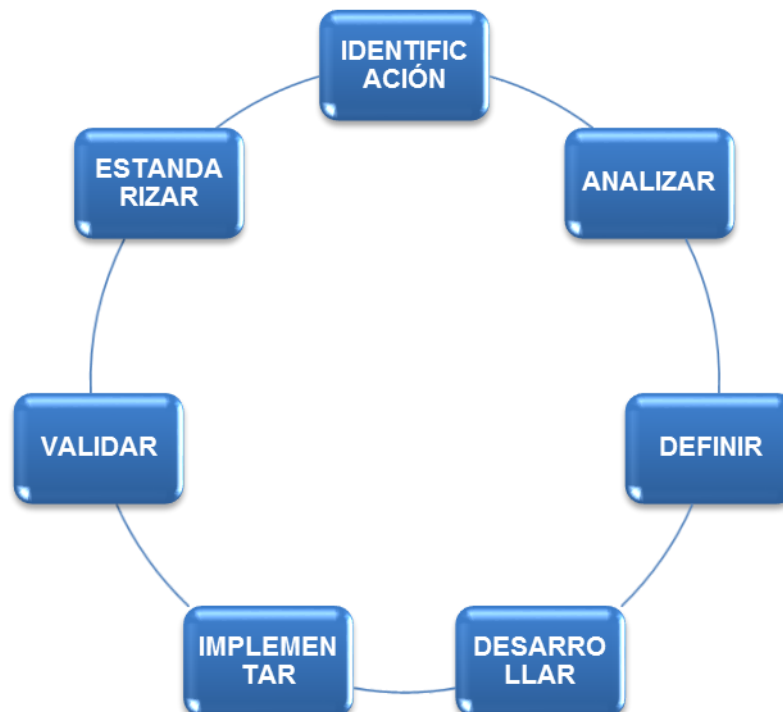 IDENTIFIC
ACIÓN
ANALIZAR
DEFINIR
DESARRO
LLAR
IMPLEMEN
TAR
VALIDAR
ESTANDA
RIZAR